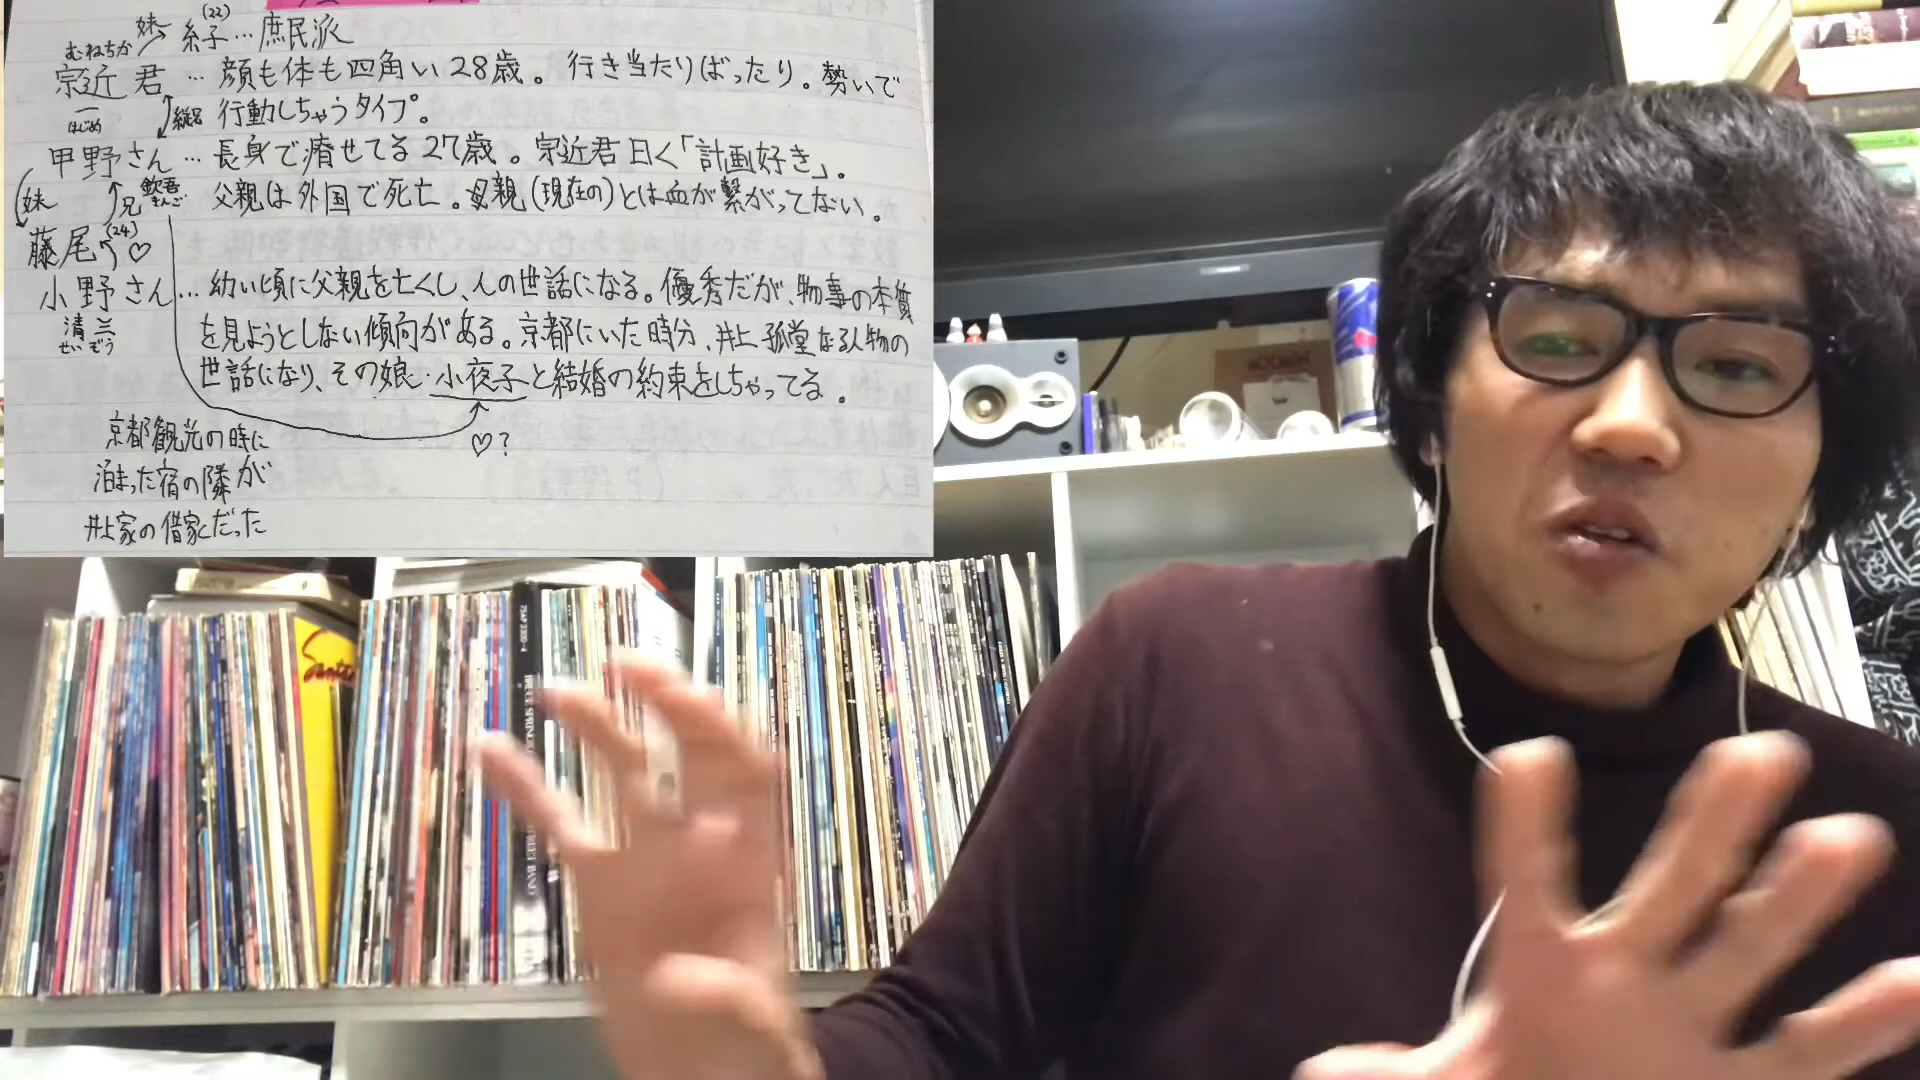 妹 糸子(22)…庶民派
むねちか
宗近君…顔も体も四角い28歳。行き当たりばったり。勢いで
一 行動しちゃうタイプ。
はじめ
甲野さん…長身で痩せてる27歳。宗近君曰く「計画好き」。
欽吾 父親は外国で死亡。母親(現在の)とは血が繋がってない。
きんご
妹 兄
藤尾(24)♡
小野さん…幼い頃に父親を亡くし、人の世話になる。優秀だが、物事の本質
清三 を見ようとしない傾向がある。京都にいた時分、井上孤堂なる人物の
せいぞう
世話になり、その娘・小夜子と結婚の約束をしちゃってる。
♡?
京都観光の時に
泊まった宿の隣が
井上家の借家だった
Santa
75AP 3300~4